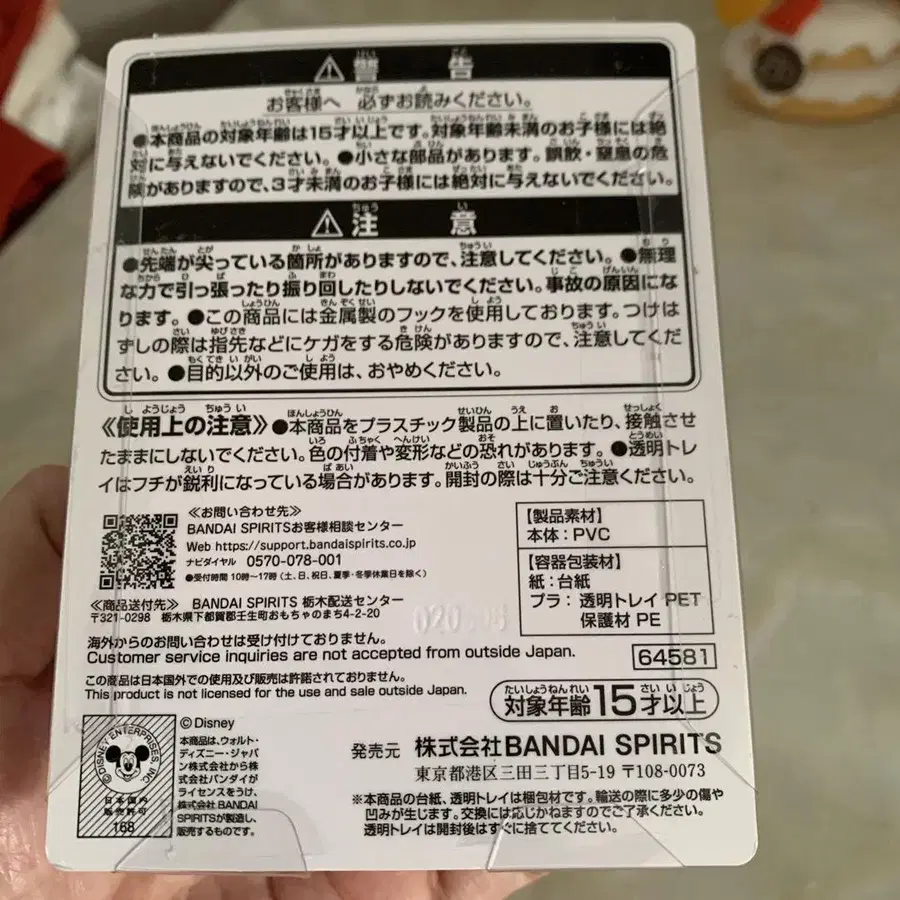 ⚠警告
お客様へ 必ずお読みください。
●本商品の対象年齢は15才以上です。対象年齢未満のお子様には絶
対に与えないでください。●小さな部品があります。誤飲・窒息の危
険がありますので、3才未満のお子様には絶対に与えないでください。
⚠注意
●先端が尖っている箇所がありますので、注意してください。●無理
な力で引っ張ったり振り回したりしないでください。事故の原因にな
ります。●この商品には金属製のフックを使用しております。つけは
ずしの際は指先などにケガをする危険がありますので、注意してくだ
さい。●目的以外のご使用は、おやめください。
《使用上の注意》●本商品をプラスチック製品の上に置いたり、接触させ
たままにしないでください。色の付着や変形などの恐れがあります。●透明トレ
イはフチが鋭利になっている場合があります。開封の際は十分ご注意ください。
≪お問い合わせ先≫
BANDAI SPIRITSお客様相談センター
Web https://support.bandaispirits.co.jp
ナビダイヤル 0570-078-001
●受付時間 10時〜17時(土、日、祝日、夏季・冬季休業日を除く)
≪商品送付先≫ BANDAI SPIRITS 栃木配送センター
〒321-0298 栃木県下都賀郡壬生町おもちゃのまち4-2-20
【製品素材】
本体:PVC
【容器包装材】
紙:台紙
プラ:透明トレイ PET
保護材 PE
海外からのお問い合わせは受け付けておりません。
Customer service inquiries are not accepted from outside Japan.
64581
この商品は日本国外での使用及び販売は許諾されておりません。
This product is not licensed for the use and sale outside Japan.
対象年齢15才以上
©DISNEY ENTERPRISES, INC.
日本国内
販売許可
168
©Disney
本商品は、ウォルト・
ディズニー・ジャパ
ン株式会社から株
式会社バンダイが
ライセンスをうけ、
株式会社BANDAI
SPIRITSが製造し、
販売するものです。
発売元 株式会社BANDAI SPIRITS
東京都港区三田三丁目5-19 〒108-0073
※本商品の台紙、透明トレイは梱包材です。輸送の際に多少の傷や
凹みが生じます。交換には応じかねますのでご了承ください。
透明トレイは開封後はすぐに捨ててください。